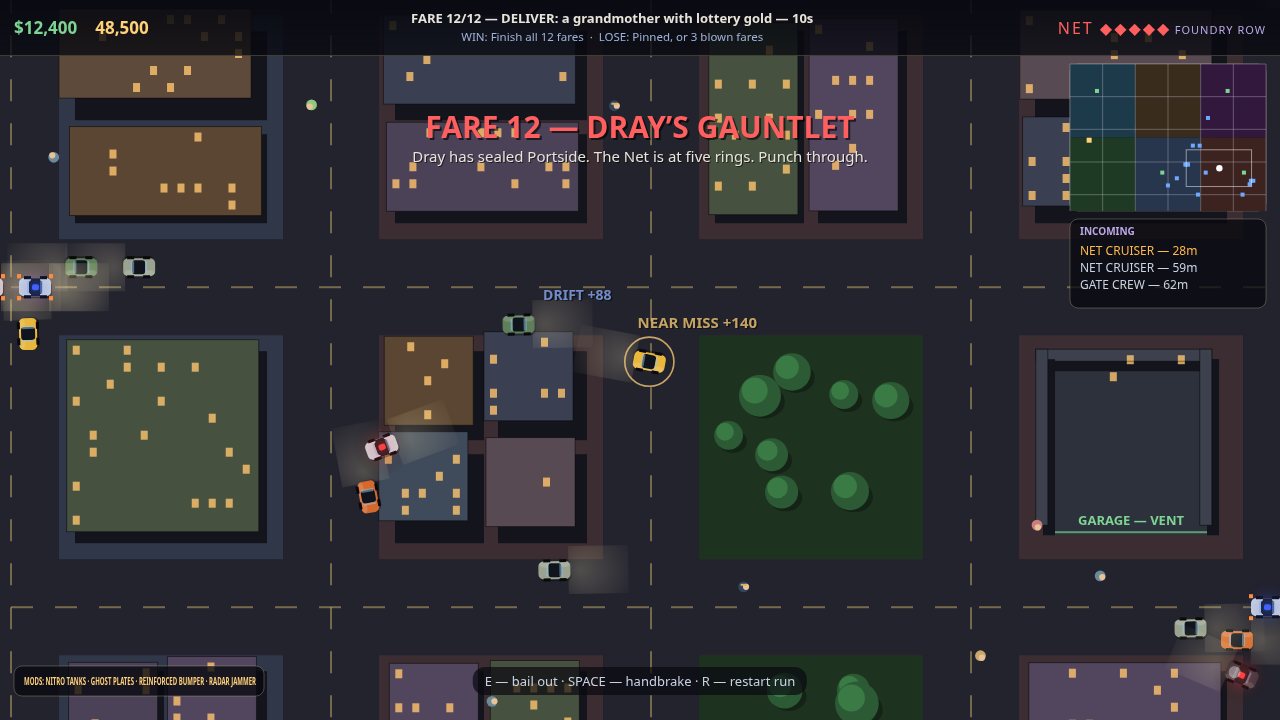 $12,400 48,500
FARE 12/12 — DELIVER: a grandmother with lottery gold — 10s
WIN: Finish all 12 fares · LOSE: Pinned, or 3 blown fares
NET ◆◆◆◆◆ FOUNDRY ROW
FARE 12 — DRAY'S GAUNTLET
Dray has sealed Portside. The Net is at five rings. Punch through.
INCOMING
NET CRUISER — 28m
NET CRUISER — 59m
GATE CREW — 62m
DRIFT +88
NEAR MISS +140
GARAGE — VENT
MODS: NITRO TANKS · GHOST PLATES · REINFORCED BUMPER · RADAR JAMMER
E — bail out · SPACE — handbrake · R — restart run